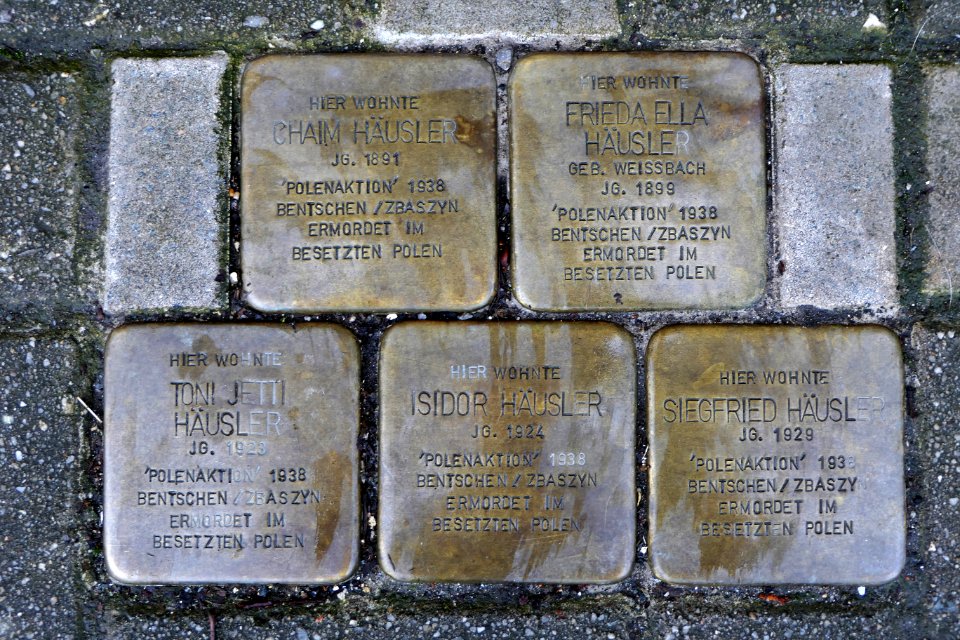 HIER WOHNTE
CHAIM HÄUSLER
JG. 1891
'POLENAKTION' 1938
BENTSCHEN / ZBASZYN
ERMORDET IM
BESETZTEN POLEN
HIER WOHNTE
FRIEDA ELLA
HÄUSLER
GEB. WEISSBACH
JG. 1899
'POLENAKTION' 1938
BENTSCHEN / ZBASZYN
ERMORDET IM
BESETZTEN POLEN
HIER WOHNTE
TONI JETTI
HÄUSLER
JG. 1923
'POLENAKTION' 1938
BENTSCHEN / ZBASZYN
ERMORDET IM
BESETZTEN POLEN
HIER WOHNTE
ISIDOR HÄUSLER
JG. 1924
'POLENAKTION' 1938
BENTSCHEN / ZBASZYN
ERMORDET IM
BESETZTEN POLEN
HIER WOHNTE
SIEGFRIED HÄUSLER
JG. 1929
'POLENAKTION' 1938
BENTSCHEN / ZBASZYN
ERMORDET IM
BESETZTEN POLEN